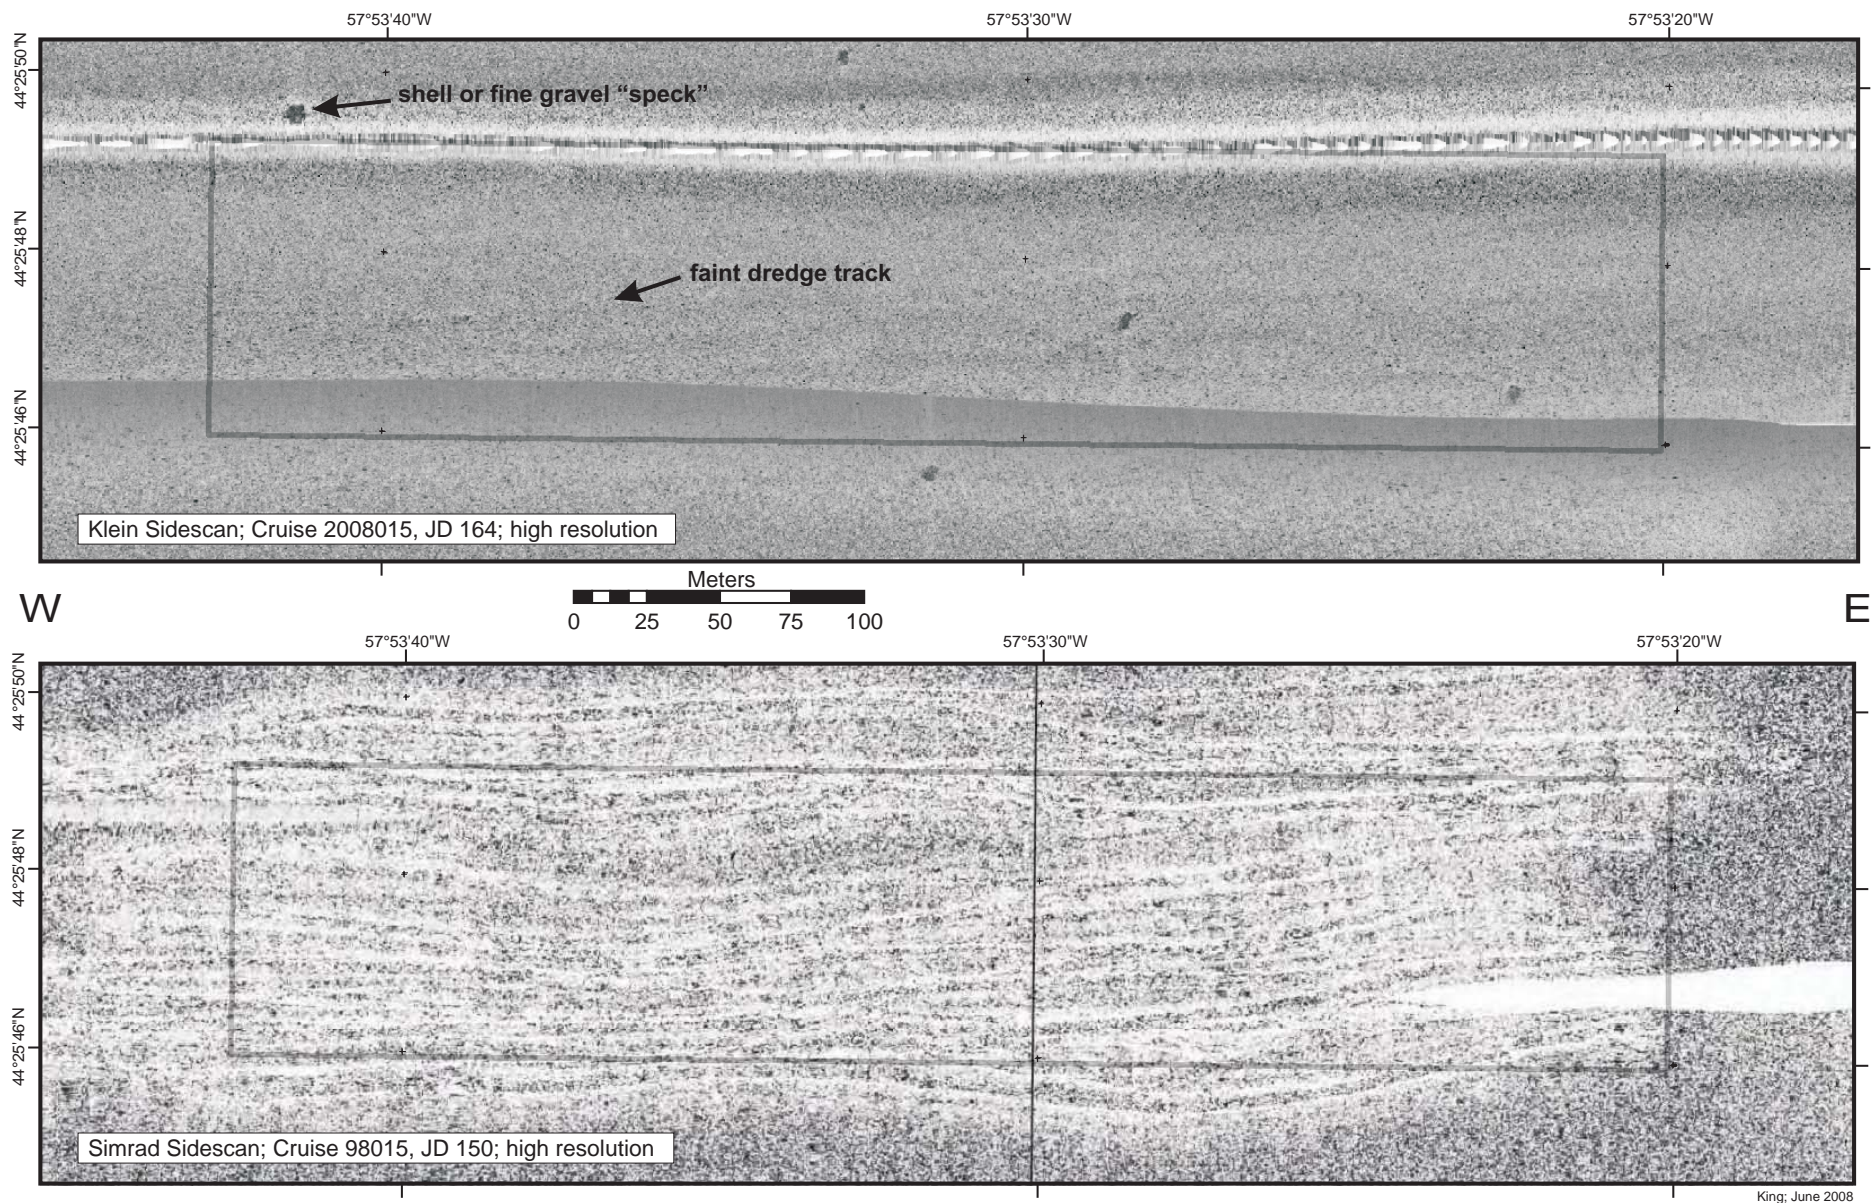 57°53'40"W 57°53'30"W 57°53'20"W
44°25'50"N
shell or fine gravel “speck”
44°25'48"N
faint dredge track
44°25'46"N
Klein Sidescan; Cruise 2008015, JD 164; high resolution
Meters
W E
0 25 50 75 100
57°53'40"W 57°53'30"W 57°53'20"W
44°25'50"N
44°25'48"N
44°25'46"N
Simrad Sidescan; Cruise 98015, JD 150; high resolution
King; June 2008